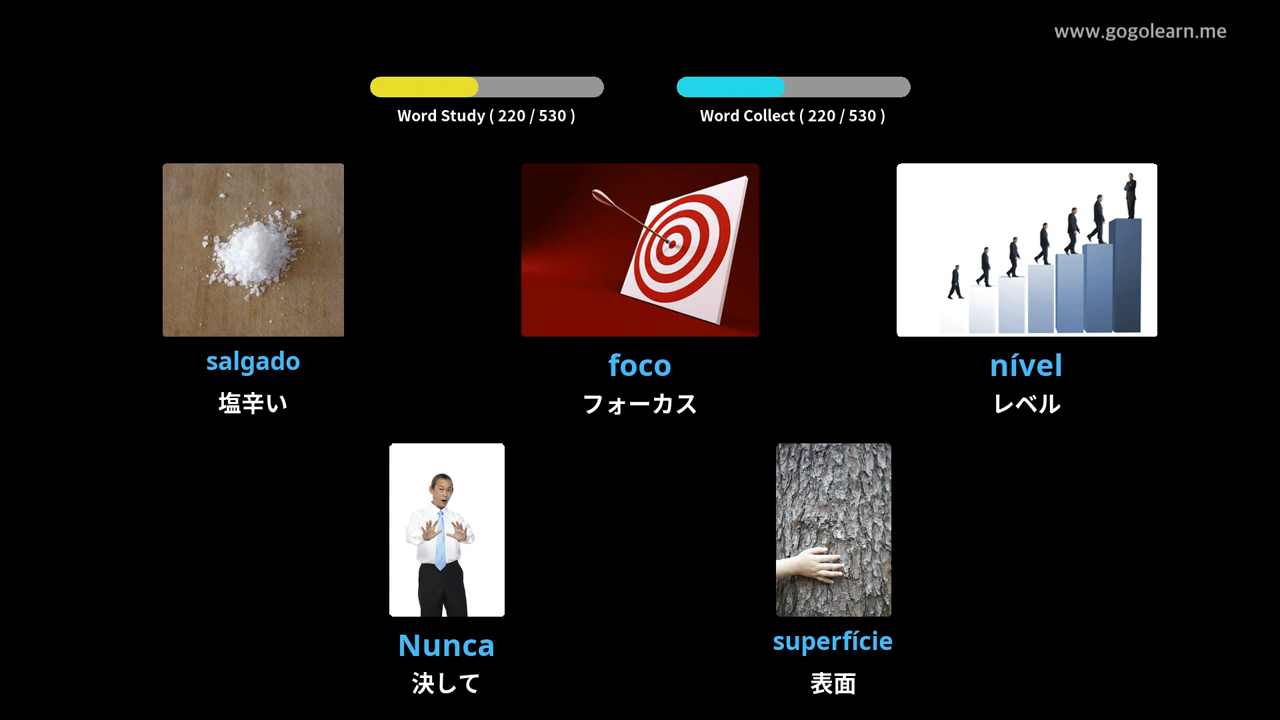 www.gogolearn.me
Word Study ( 220 / 530 )
Word Collect ( 220 / 530 )
salgado
塩辛い
foco
フォーカス
nível
レベル
Nunca
決して
superfície
表面